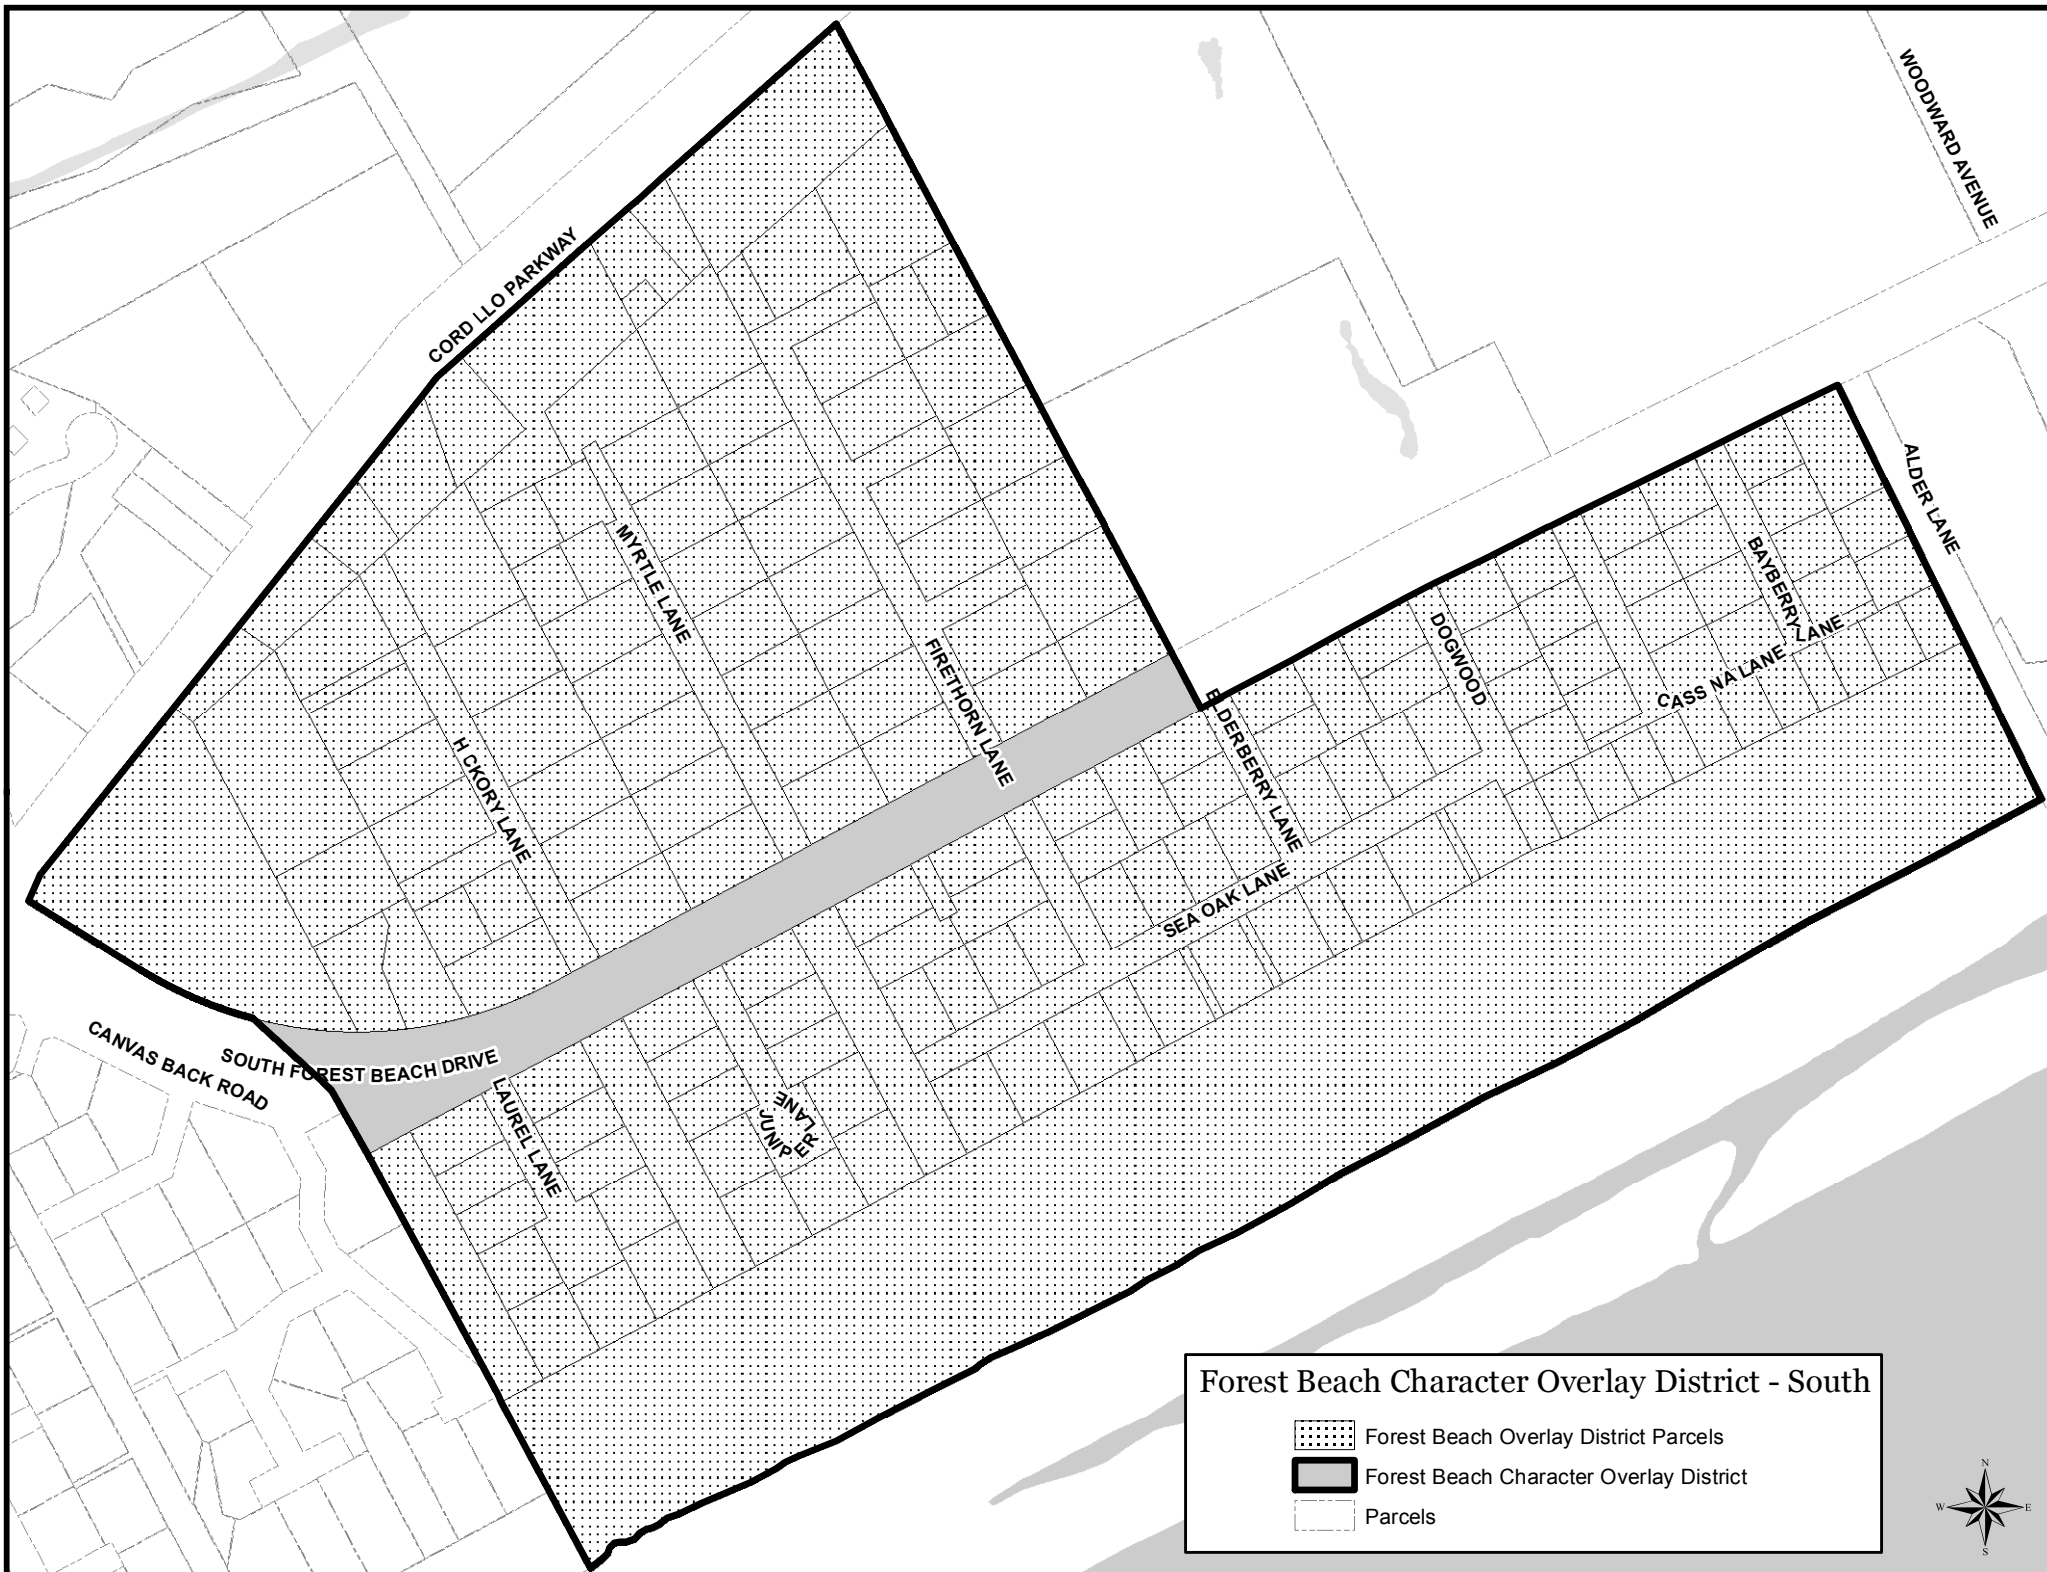 WOODWARD AVENUE
CORD LLO PARKWAY
ALDER LANE
MYRTLE LANE
BAYBERRY LANE
DOGWOOD
CASS NA LANE
FIRETHORN LANE
ELDERBERRY LANE
H CKORY LANE
SEA OAK LANE
CANVAS BACK ROAD
SOUTH FOREST BEACH DRIVE
LAUREL LANE
JUNIPER LANE
Forest Beach Character Overlay District - South
Forest Beach Overlay District Parcels
Forest Beach Character Overlay District
Parcels
N
W E
S